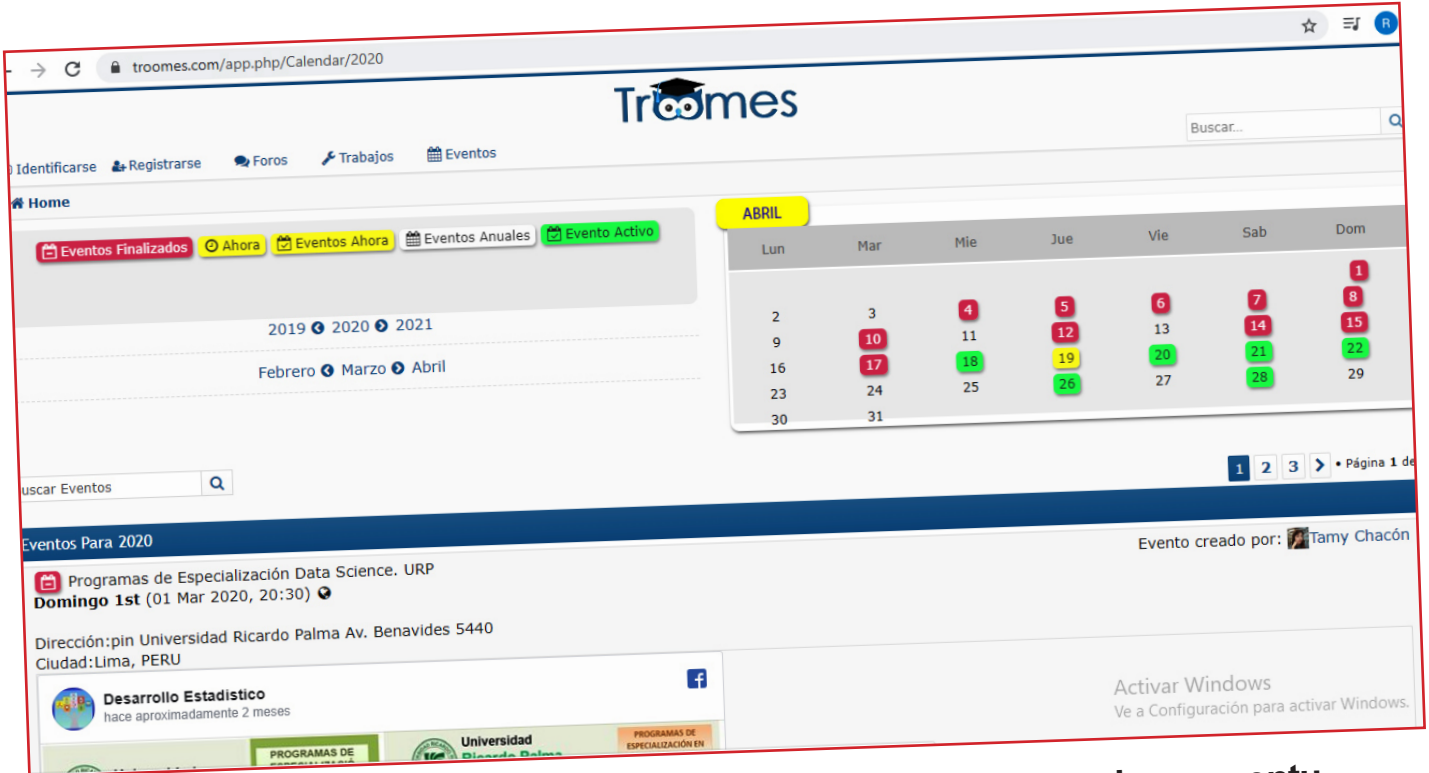 troomes.com/app.php/Calendar/2020
R
Troomes
Buscar...
Identificarse Registrarse Foros Trabajos Eventos
Home
Eventos Finalizados Ahora Eventos Ahora Eventos Anuales Evento Activo
2019 2020 2021
Febrero Marzo Abril
ABRIL
Lun Mar Mie Jue Vie Sab Dom
1
2 3 4 5 6 7 8
9 10 11 12 13 14 15
16 17 18 19 20 21 22
23 24 25 26 27 28 29
30 31
uscar Eventos
1 2 3 • Página 1 de
Eventos Para 2020
Evento creado por: Tamy Chacón
Programas de Especialización Data Science. URP
Domingo 1st (01 Mar 2020, 20:30)
Dirección:pin Universidad Ricardo Palma Av. Benavides 5440
Ciudad:Lima, PERU
Desarrollo Estadistico
hace aproximadamente 2 meses
PROGRAMAS DE
Universidad
PROGRAMAS DE
ESPECIALIZACIÓN EN
Activar Windows
Ve a Configuración para activar Windows.